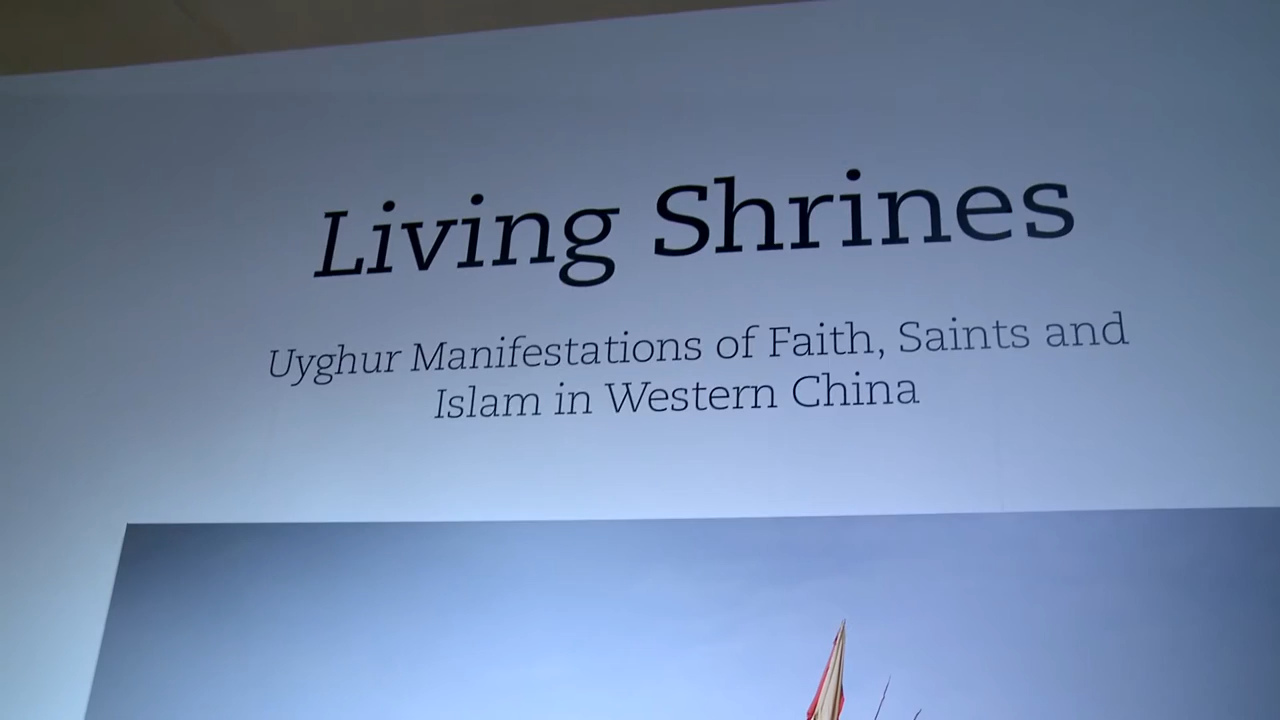 Living Shrines
Uyghur Manifestations of Faith, Saints and
Islam in Western China